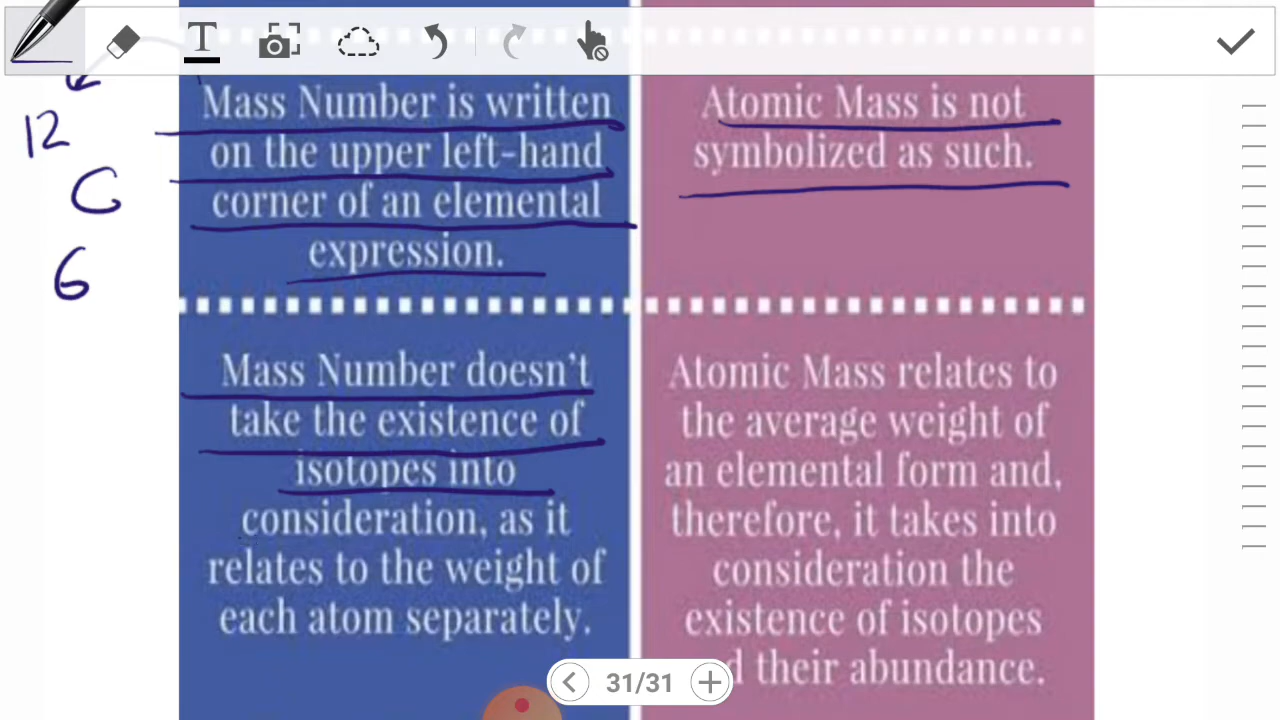 T
12
C
6
Mass Number is written
on the upper left-hand
corner of an elemental
expression.
Atomic Mass is not
symbolized as such.
Mass Number doesn't
take the existence of
isotopes into
consideration, as it
relates to the weight of
each atom separately.
Atomic Mass relates to
the average weight of
an elemental form and,
therefore, it takes into
consideration the
existence of isotopes
their abundance.
31/31